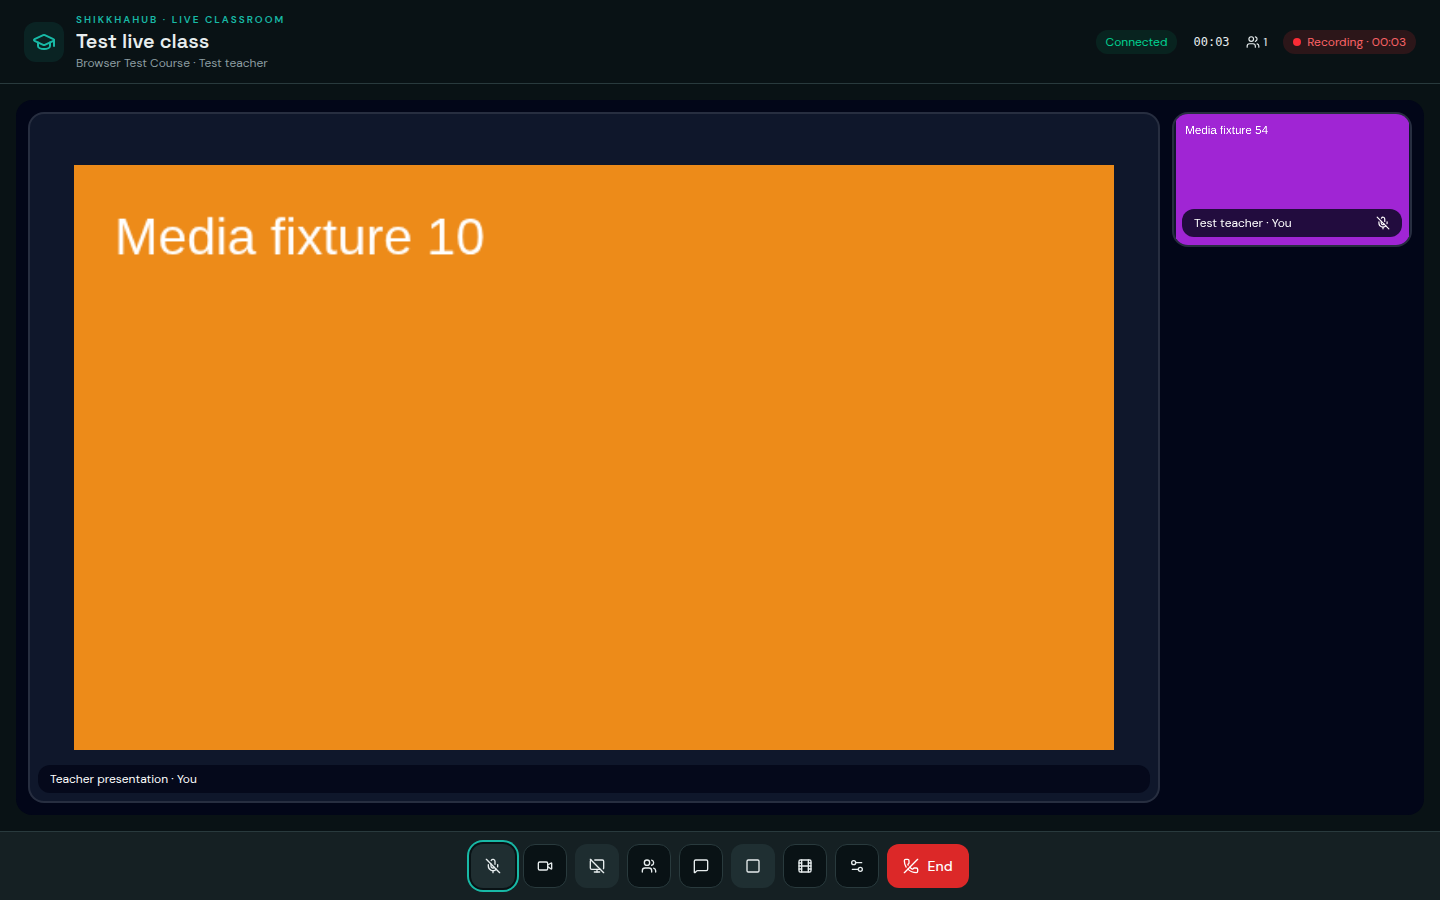 SHIKKHAHUB · LIVE CLASSROOM
Test live class
Browser Test Course · Test teacher
Connected
00:03
1
Recording · 00:03
Media fixture 10
Teacher presentation · You
Media fixture 54
Test teacher · You
End